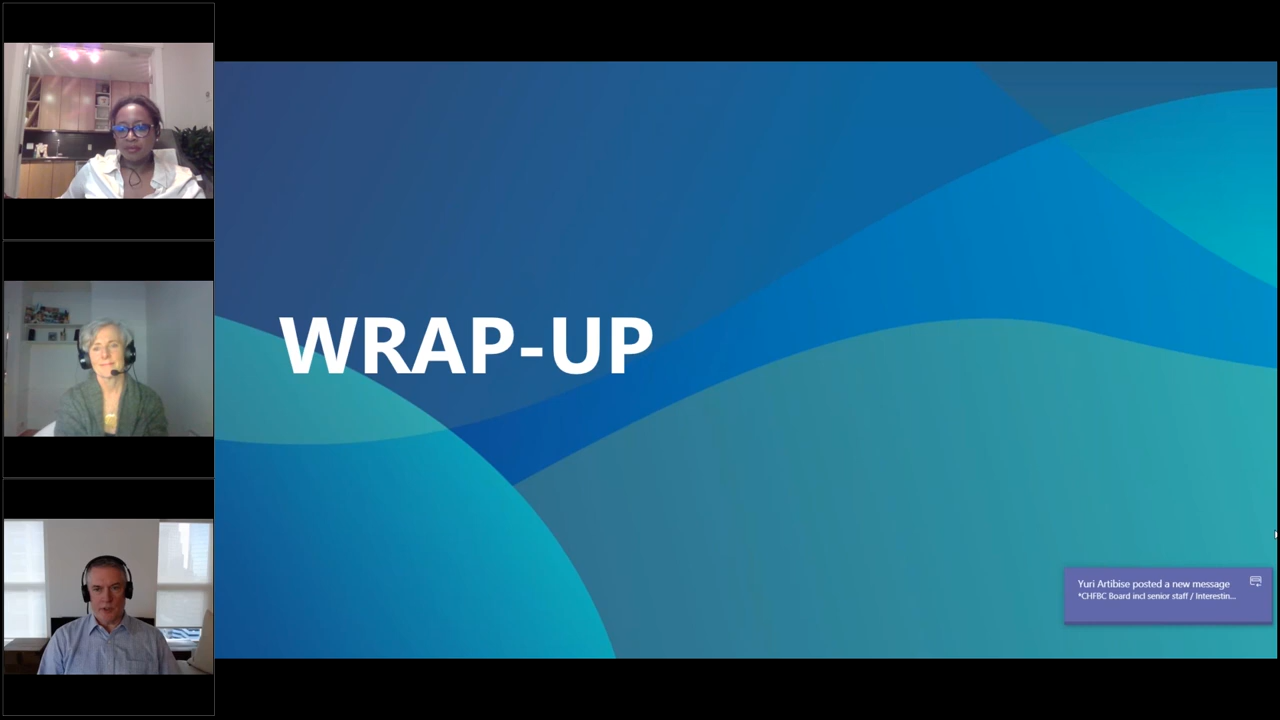 WRAP-UP
Yuri Artibise posted a new message
*CHFBC Board incl senior staff / Interestin...